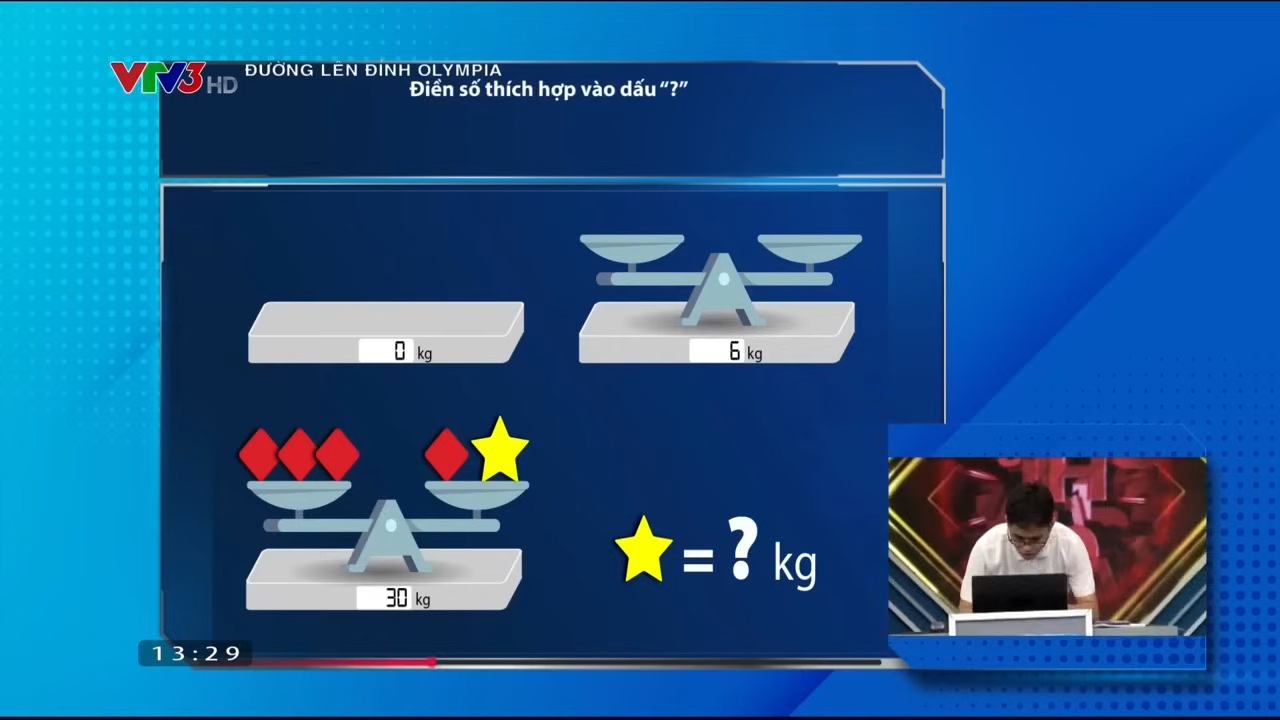 VTV3 HD
ĐƯỜNG LÊN ĐỈNH OLYMPIA
Điền số thích hợp vào dấu “?”
0 kg
6 kg
30 kg
= ? kg
13:29